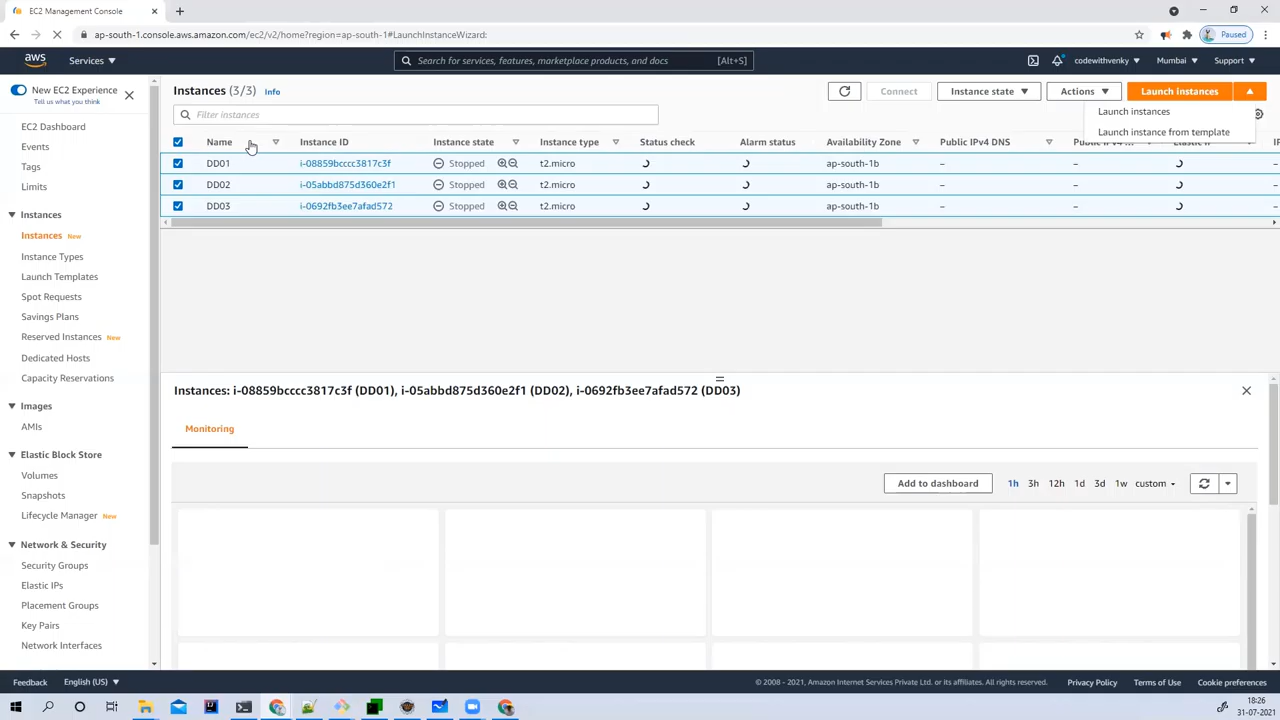 EC2 Management Console
ap-south-1.console.aws.amazon.com/ec2/v2/home?region=ap-south-1#LaunchInstanceWizard:
Paused
aws
Services
Search for services, features, marketplace products, and docs
[Alt+S]
codewithvenky
Mumbai
Support
New EC2 Experience
Tell us what you think
EC2 Dashboard
Events
Tags
Limits
Instances
Instances New
Instance Types
Launch Templates
Spot Requests
Savings Plans
Reserved Instances New
Dedicated Hosts
Capacity Reservations
Images
AMIs
Elastic Block Store
Volumes
Snapshots
Lifecycle Manager New
Network & Security
Security Groups
Elastic IPs
Placement Groups
Key Pairs
Network Interfaces
Instances (3/3) Info
Connect
Instance state
Actions
Launch instances
Launch instances
Launch instance from template
Filter instances
Name Instance ID Instance state Instance type Status check Alarm status Availability Zone Public IPv4 DNS
DD01 i-08859bcccc3817c3f Stopped t2.micro ap-south-1b – –
DD02 i-05abbd875d360e2f1 Stopped t2.micro ap-south-1b – –
DD03 i-0692fb3ee7afad572 Stopped t2.micro ap-south-1b – –
Instances: i-08859bcccc3817c3f (DD01), i-05abbd875d360e2f1 (DD02), i-0692fb3ee7afad572 (DD03)
Monitoring
Add to dashboard
1h 3h 12h 1d 3d 1w custom
Feedback
English (US)
© 2008 - 2021, Amazon Internet Services Private Ltd. or its affiliates. All rights reserved.
Privacy Policy
Terms of Use
Cookie preferences
18:26
31-07-2021